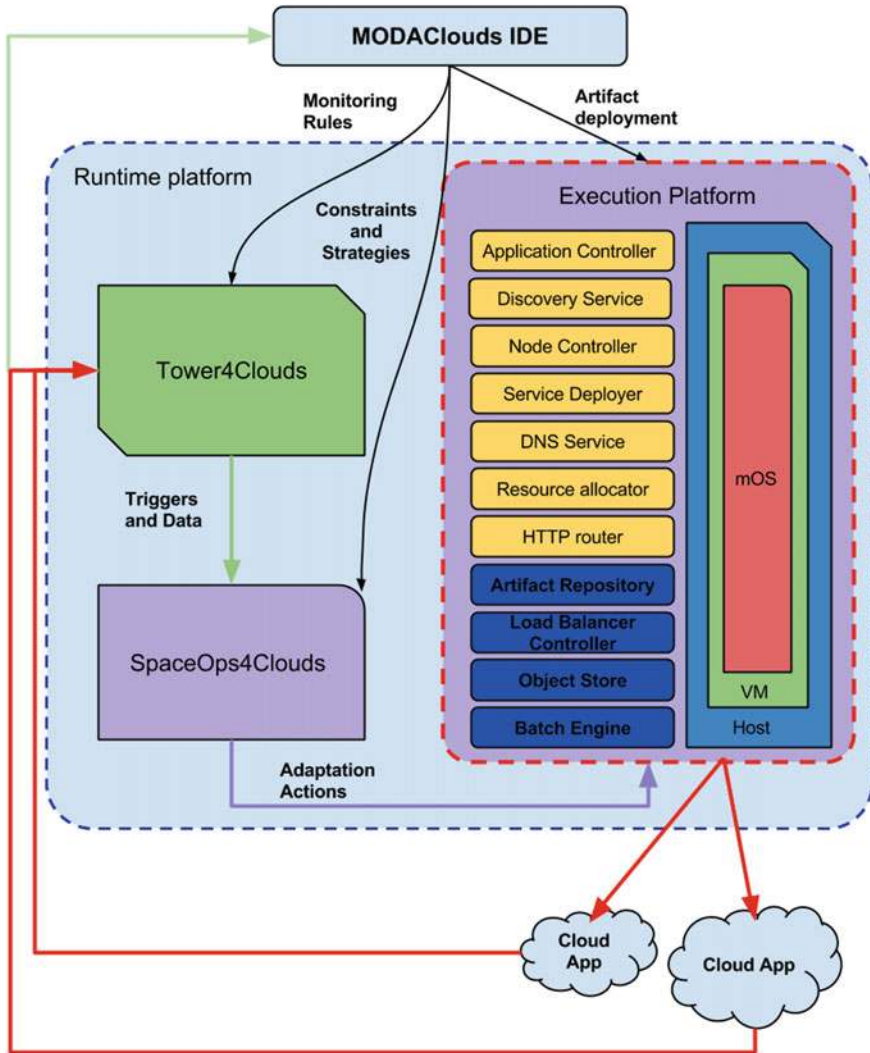 MODAClouds IDE
Monitoring
Rules
Artifact
deployment
Runtime platform
Constraints
and
Strategies
Execution Platform
Application Controller
Discovery Service
Node Controller
Service Deployer
DNS Service
Resource allocator
HTTP router
Artifact Repository
Load Balancer
Controller
Object Store
Batch Engine
mOS
VM
Host
Tower4Clouds
Triggers
and Data
SpaceOps4Clouds
Adaptation
Actions
Cloud
App
Cloud App